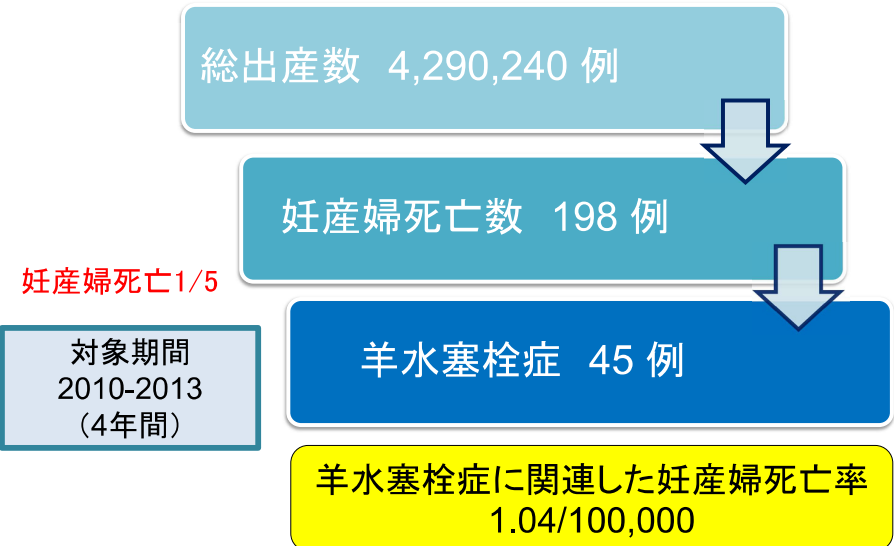 総出産数 4,290,240 例
妊産婦死亡数 198 例
妊産婦死亡1/5
羊水塞栓症 45 例
対象期間
2010-2013
（4年間）
羊水塞栓症に関連した妊産婦死亡率
1.04/100,000